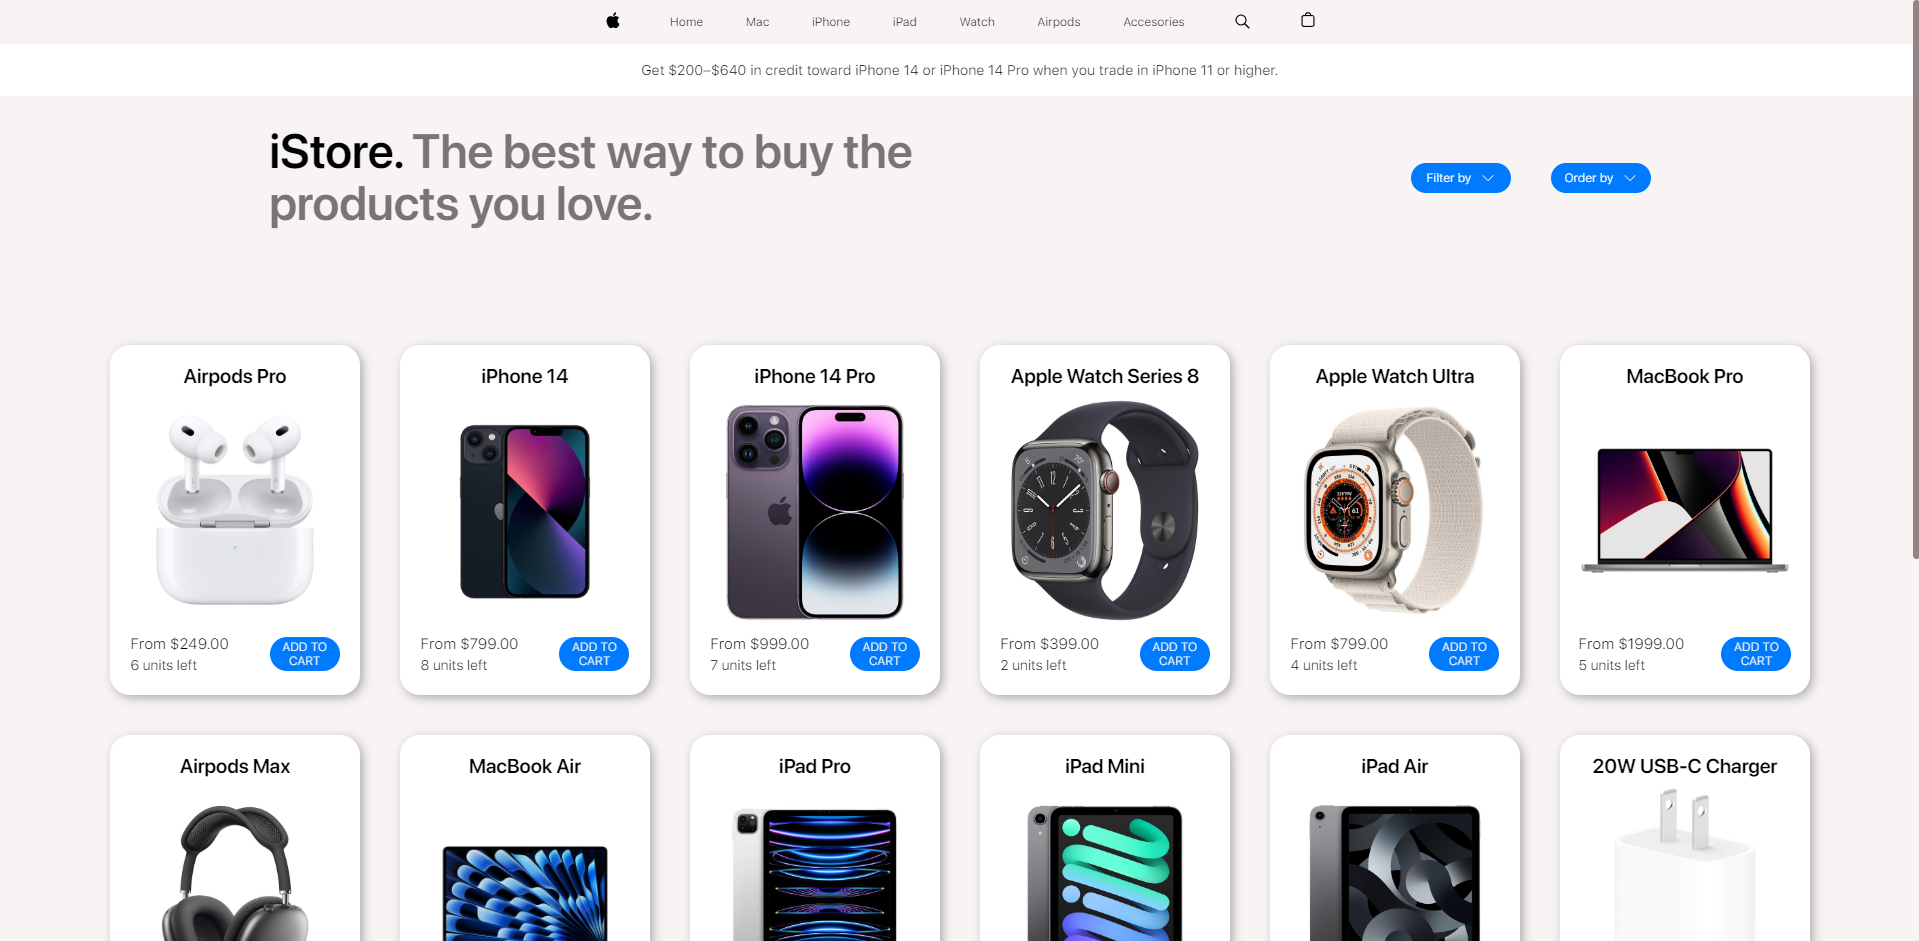 Home Mac iPhone iPad Watch Airpods Accesories
Get $200–$640 in credit toward iPhone 14 or iPhone 14 Pro when you trade in iPhone 11 or higher.
iStore. The best way to buy the
products you love.
Filter by
Order by
Airpods Pro
From $249.00
6 units left
ADD TO
CART
iPhone 14
From $799.00
8 units left
ADD TO
CART
iPhone 14 Pro
From $999.00
7 units left
ADD TO
CART
Apple Watch Series 8
From $399.00
2 units left
ADD TO
CART
Apple Watch Ultra
From $799.00
4 units left
ADD TO
CART
MacBook Pro
From $1999.00
5 units left
ADD TO
CART
Airpods Max
MacBook Air
iPad Pro
iPad Mini
iPad Air
20W USB-C Charger